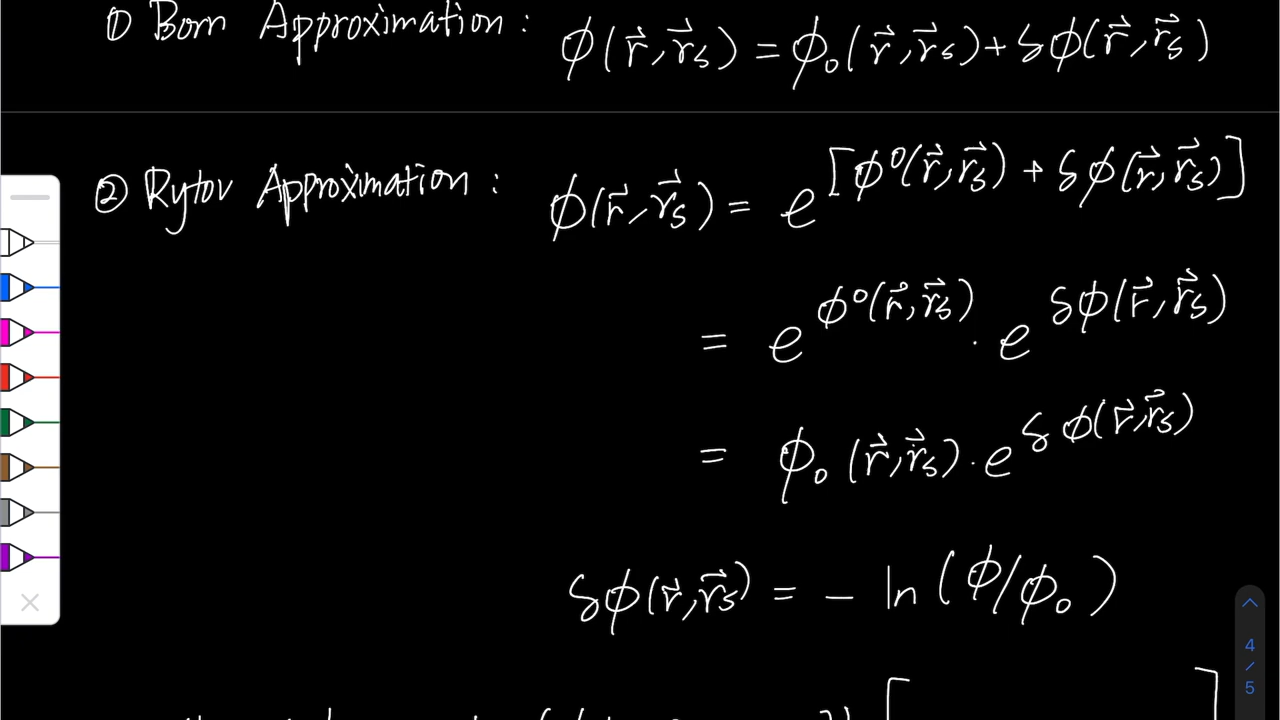 ① Born Approximation : ϕ(r⃗,r⃗s) = ϕ₀(r⃗,r⃗s) + δϕ(r⃗,r⃗s)
② Rytov Approximation : ϕ(r⃗,r⃗s) = e^[ϕ⁰(r⃗,r⃗s) + δϕ(r⃗,r⃗s)]
= e^ϕ⁰(r⃗,r⃗s) · e^δϕ(r⃗,r⃗s)
= ϕ₀(r⃗,r⃗s) · e^δϕ(r⃗,r⃗s)
δϕ(r⃗,r⃗s) = − ln(ϕ/ϕ₀)
4
/
5